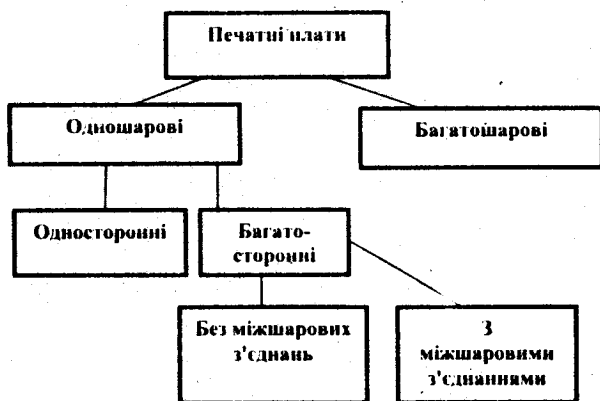 Печатні плати
Одношарові
Багатошарові
Односторонні
Багато-
сторонні
Без міжшарових
з'єднань
З
міжшаровими
з'єднаннями